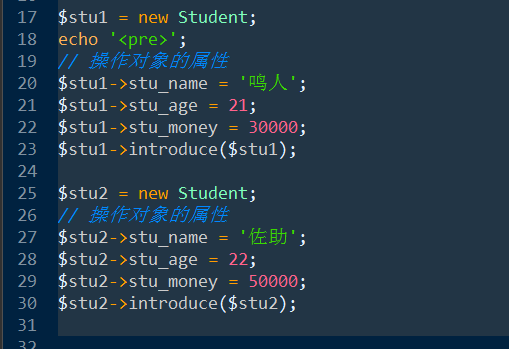 17 $stu1 = new Student;
18 echo '<pre>';
19 // 操作对象的属性
20 $stu1->stu_name = '鸣人';
21 $stu1->stu_age = 21;
22 $stu1->stu_money = 30000;
23 $stu1->introduce($stu1);
24
25 $stu2 = new Student;
26 // 操作对象的属性
27 $stu2->stu_name = '佐助';
28 $stu2->stu_age = 22;
29 $stu2->stu_money = 50000;
30 $stu2->introduce($stu2);
31
32